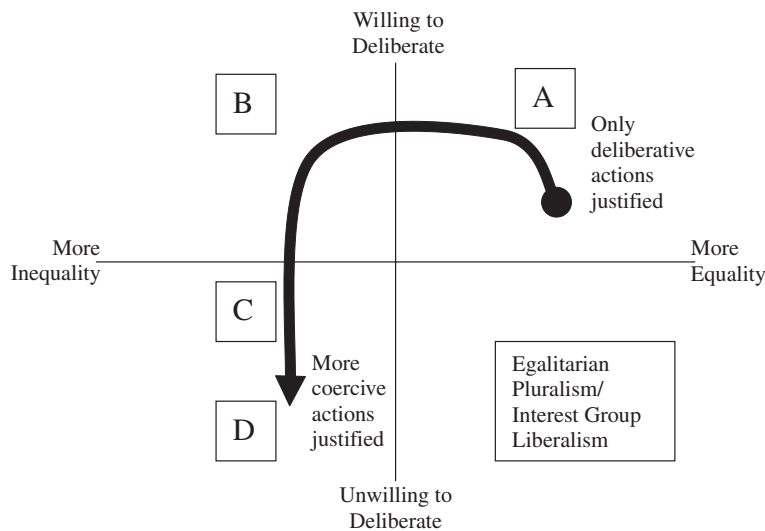 Willing to
Deliberate
B
A
Only
deliberative
actions
justified
More
Inequality
More
Equality
C
More
coercive
actions
justified
D
Egalitarian
Pluralism/
Interest Group
Liberalism
Unwilling to
Deliberate